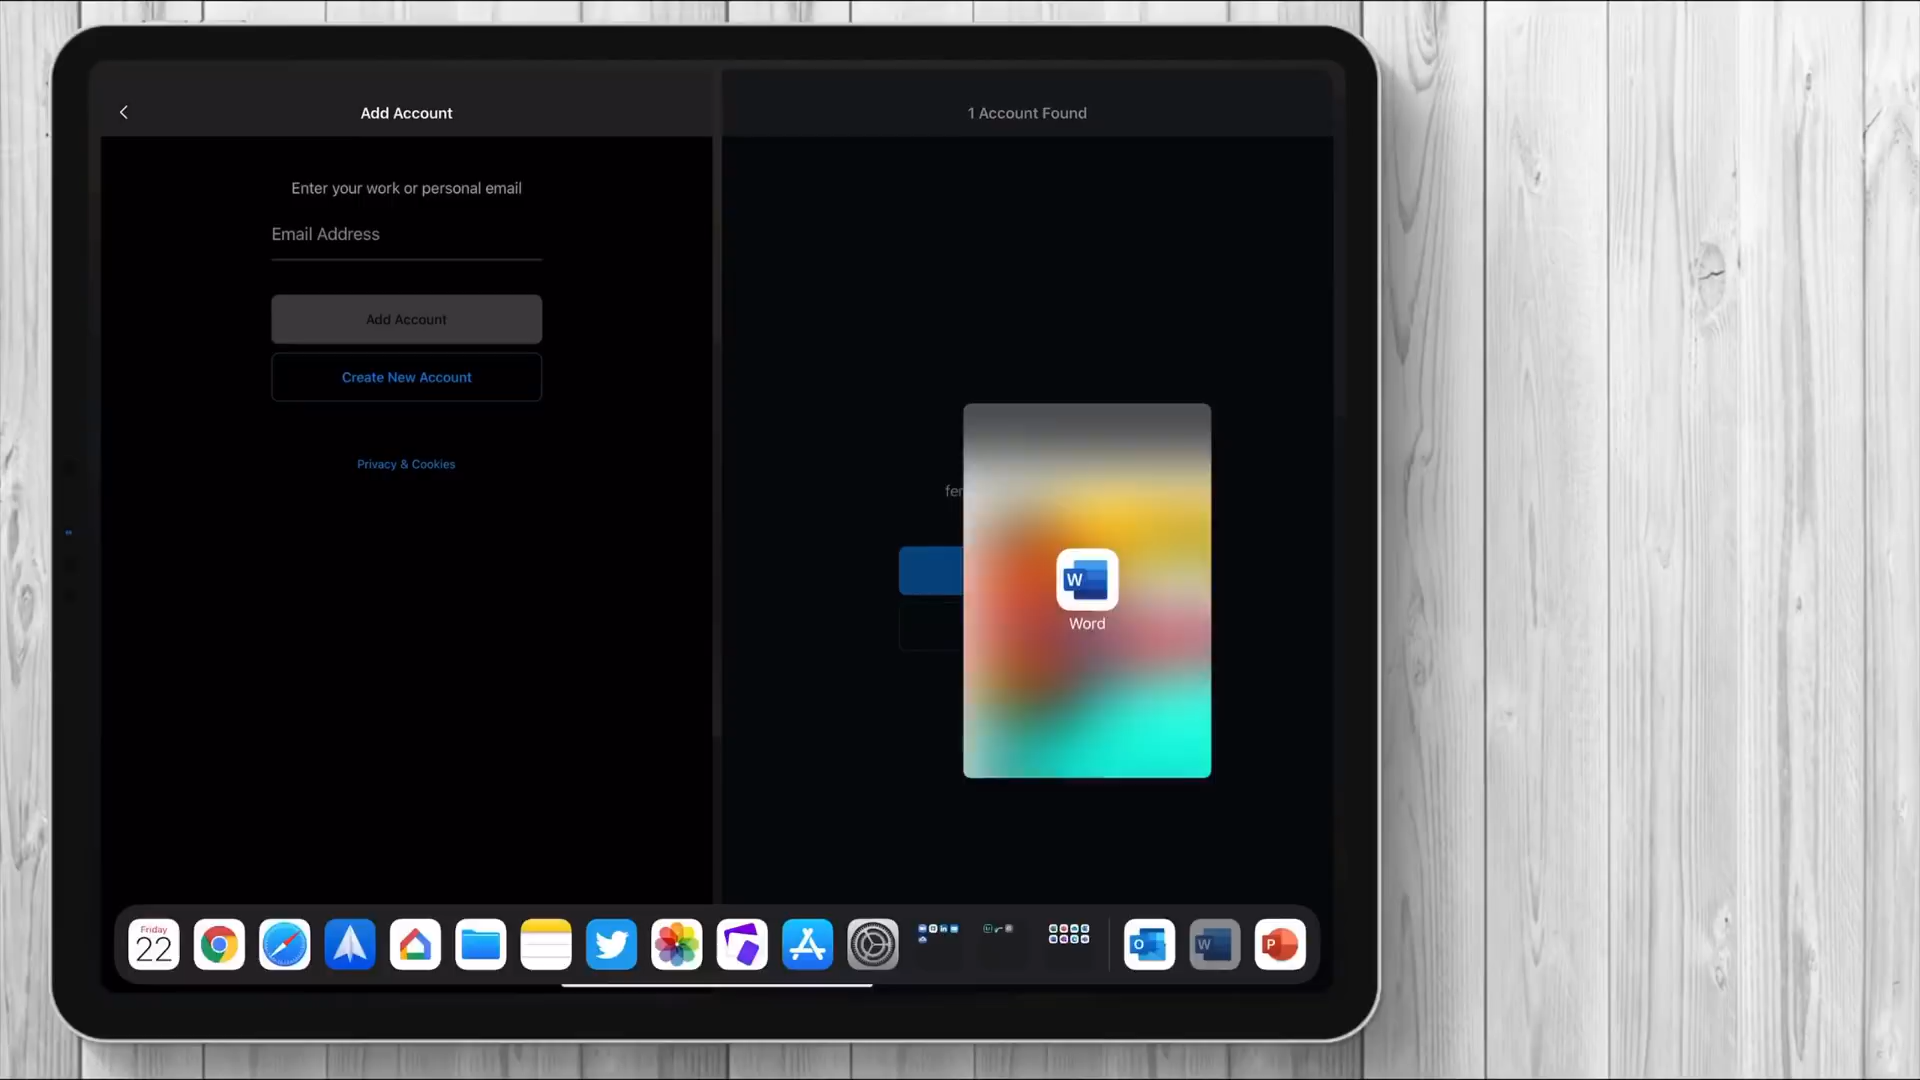 Add Account
Enter your work or personal email
Email Address
Add Account
Create New Account
Privacy & Cookies
1 Account Found
fer
W
Word
Friday
22
O
W
P